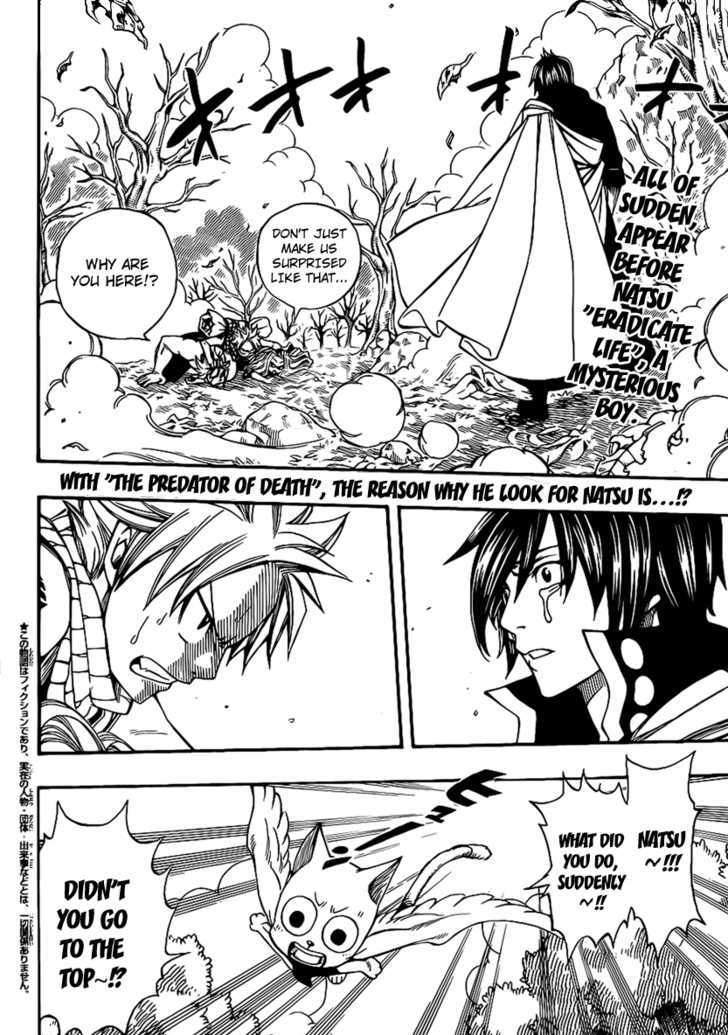 ALL OF
SUDDEN,
APPEAR
BEFORE
NATSU
"ERADICATE
LIFE", A
MYSTERIOUS
BOY.
DON'T JUST
MAKE US
SURPRISED
LIKE THAT...
WHY ARE
YOU HERE!?
WITH "THE PREDATOR OF DEATH", THE REASON WHY HE LOOK FOR NATSU IS...!?
NATSU
~!!!
WHAT DID
YOU DO,
SUDDENLY
~!!
DIDN'T
YOU GO
TO THE
TOP~!?
★この物語はフィクションであり、実在の人物・団体・出来事などとは、一切関係ありません。